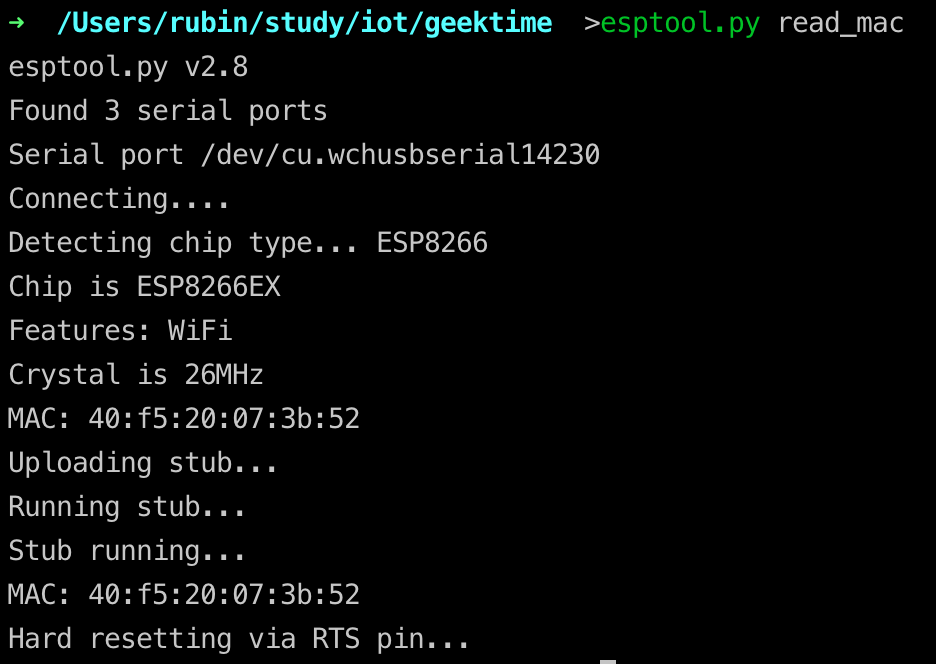 ➜  /Users/rubin/study/iot/geektime  >esptool.py read_mac
esptool.py v2.8
Found 3 serial ports
Serial port /dev/cu.wchusbserial14230
Connecting....
Detecting chip type... ESP8266
Chip is ESP8266EX
Features: WiFi
Crystal is 26MHz
MAC: 40:f5:20:07:3b:52
Uploading stub...
Running stub...
Stub running...
MAC: 40:f5:20:07:3b:52
Hard resetting via RTS pin...